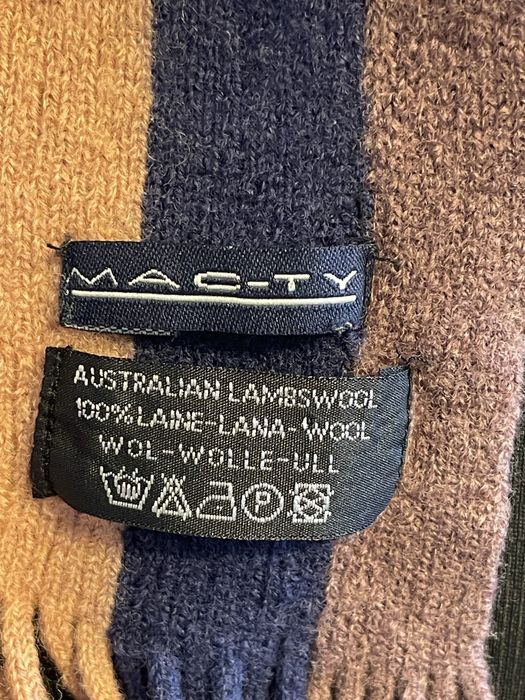 MAC-TY
AUSTRALIAN LAMBSWOOL
100% LAINE-LANA-WOOL
WOL-WOLLE-ULL
P